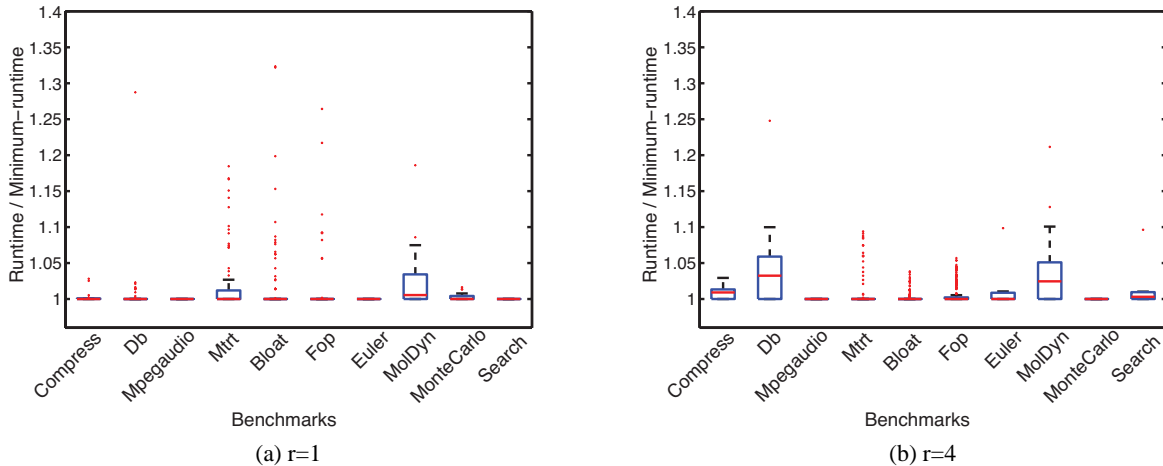 Runtime / Minimum-runtime
1.4
1.35
1.3
1.25
1.2
1.15
1.1
1.05
1
Compress
Db
Mpegaudio
Mtrt
Bloat
Fop
Euler
MolDyn
MonteCarlo
Search
Benchmarks
(a) r=1
Runtime / Minimum-runtime
1.4
1.35
1.3
1.25
1.2
1.15
1.1
1.05
1
Compress
Db
Mpegaudio
Mtrt
Bloat
Fop
Euler
MolDyn
MonteCarlo
Search
Benchmarks
(b) r=4